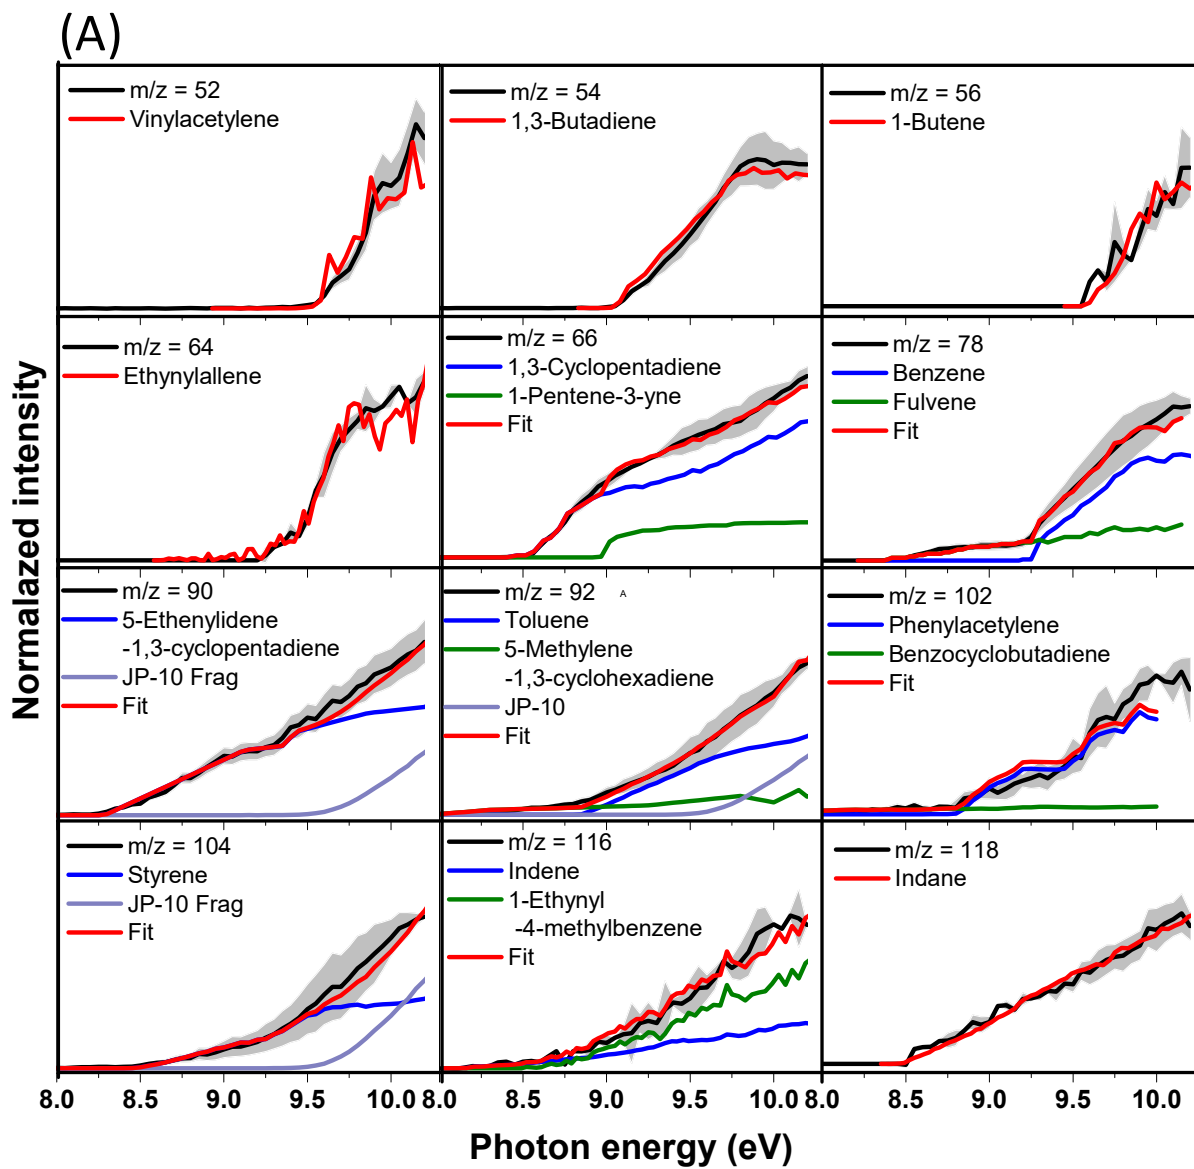 (A)
m/z = 52
Vinylacetylene
m/z = 54
1,3-Butadiene
m/z = 56
1-Butene
m/z = 64
Ethynylallene
m/z = 66
1,3-Cyclopentadiene
1-Pentene-3-yne
Fit
m/z = 78
Benzene
Fulvene
Fit
m/z = 90
5-Ethenylidene
-1,3-cyclopentadiene
JP-10 Frag
Fit
m/z = 92 A
Toluene
5-Methylene
-1,3-cyclohexadiene
JP-10
Fit
m/z = 102
Phenylacetylene
Benzocyclobutadiene
Fit
m/z = 104
Styrene
JP-10 Frag
Fit
m/z = 116
Indene
1-Ethynyl
-4-methylbenzene
Fit
m/z = 118
Indane
Normalazed intensity
8.0 8.5 9.0 9.5 10.0 8.0 8.5 9.0 9.5 10.0 8.0 8.5 9.0 9.5 10.0
Photon energy (eV)